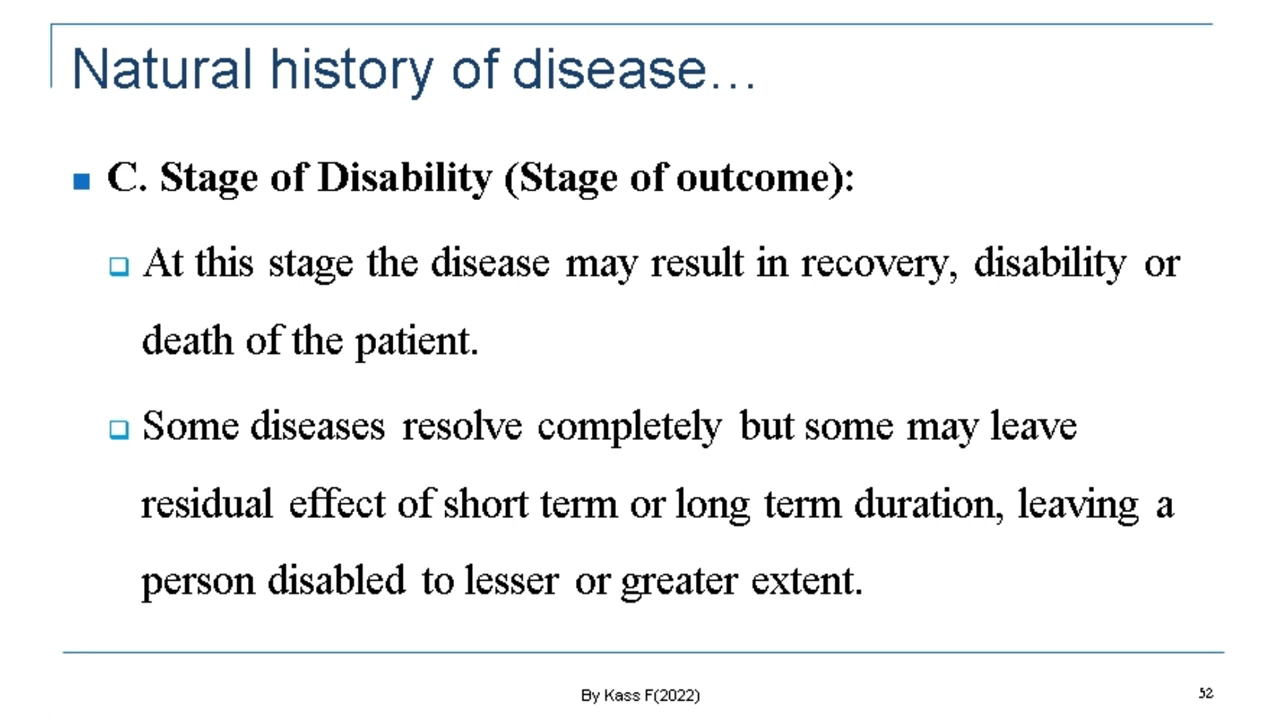 Natural history of disease…
C. Stage of Disability (Stage of outcome):
At this stage the disease may result in recovery, disability or
death of the patient.
Some diseases resolve completely but some may leave
residual effect of short term or long term duration, leaving a
person disabled to lesser or greater extent.
By Kass F(2022)
52